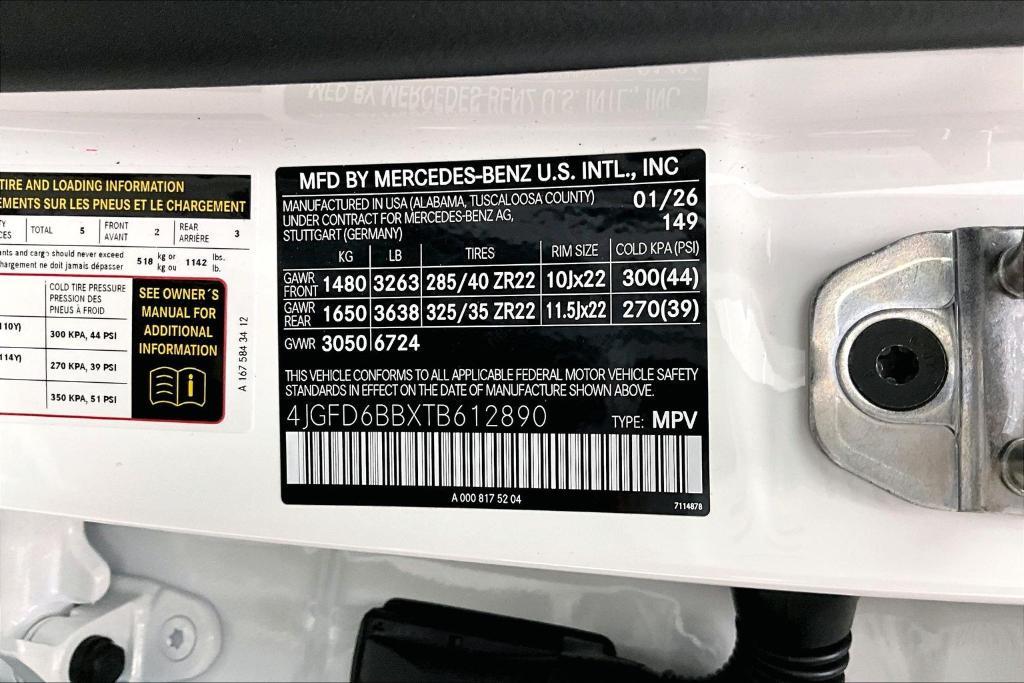 TIRE AND LOADING INFORMATION
EMENTS SUR LES PNEUS ET LE CHARGEMENT
TOTAL 5 FRONT AVANT 2 REAR ARRIÈRE 3
ants and cargo should never exceed
chargement ne doit jamais dépasser
518 kg or kg ou 1142 lbs. lb.
COLD TIRE PRESSURE
PRESSION DES
PNEUS À FROID
110Y) 300 KPA, 44 PSI
114Y) 270 KPA, 39 PSI
350 KPA, 51 PSI
SEE OWNER´S
MANUAL FOR
ADDITIONAL
INFORMATION
i
A 167 584 34 12
MFD BY MERCEDES-BENZ U.S. INTL., INC
MANUFACTURED IN USA (ALABAMA, TUSCALOOSA COUNTY) 01/26
UNDER CONTRACT FOR MERCEDES-BENZ AG, 149
STUTTGART (GERMANY)
KG LB TIRES RIM SIZE COLD KPA (PSI)
GAWR FRONT 1480 3263 285/40 ZR22 10Jx22 300(44)
GAWR REAR 1650 3638 325/35 ZR22 11.5Jx22 270(39)
GVWR 3050 6724
THIS VEHICLE CONFORMS TO ALL APPLICABLE FEDERAL MOTOR VEHICLE SAFETY
STANDARDS IN EFFECT ON THE DATE OF MANUFACTURE SHOWN ABOVE.
4JGFD6BBXTB612890 TYPE: MPV
A 000 817 52 04
7114878